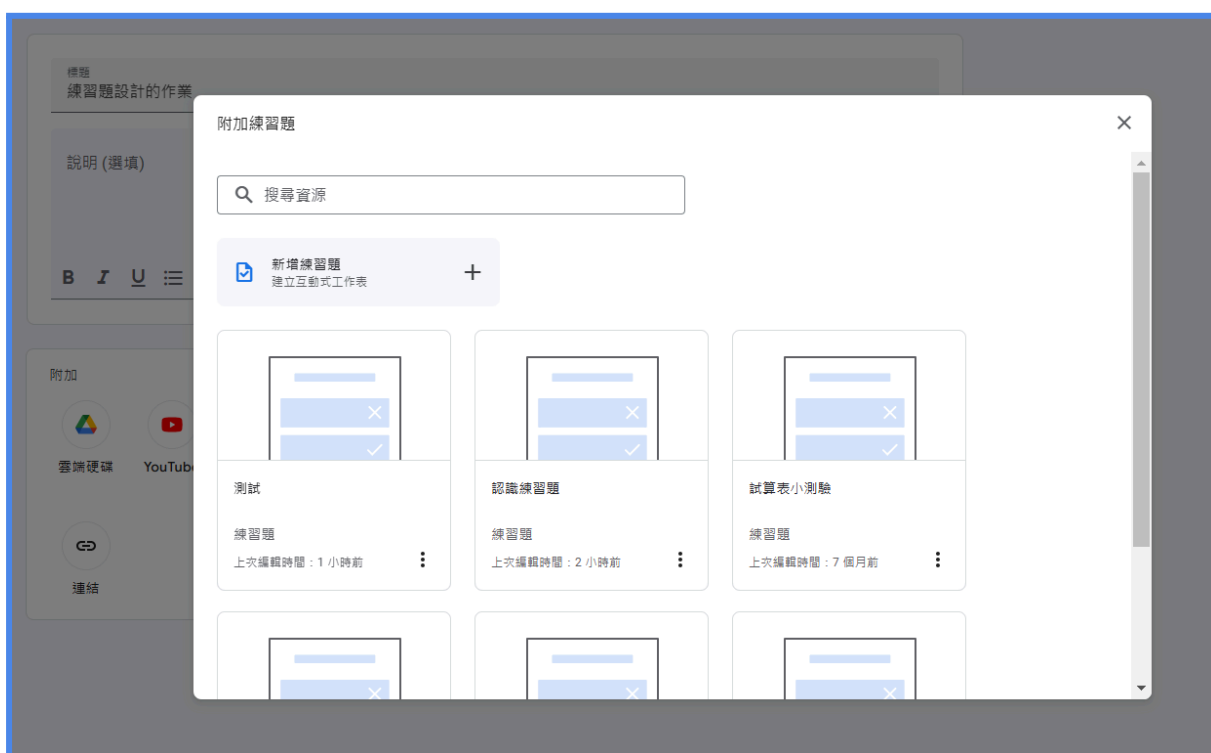 標題
練習題設計的作業
說明 (選填)
B I U
附加
雲端硬碟
YouTube
連結
附加練習題
搜尋資源
新增練習題
建立互動式工作表
測試
練習題
上次編輯時間：1 小時前
認識練習題
練習題
上次編輯時間：2 小時前
試算表小測驗
練習題
上次編輯時間：7 個月前